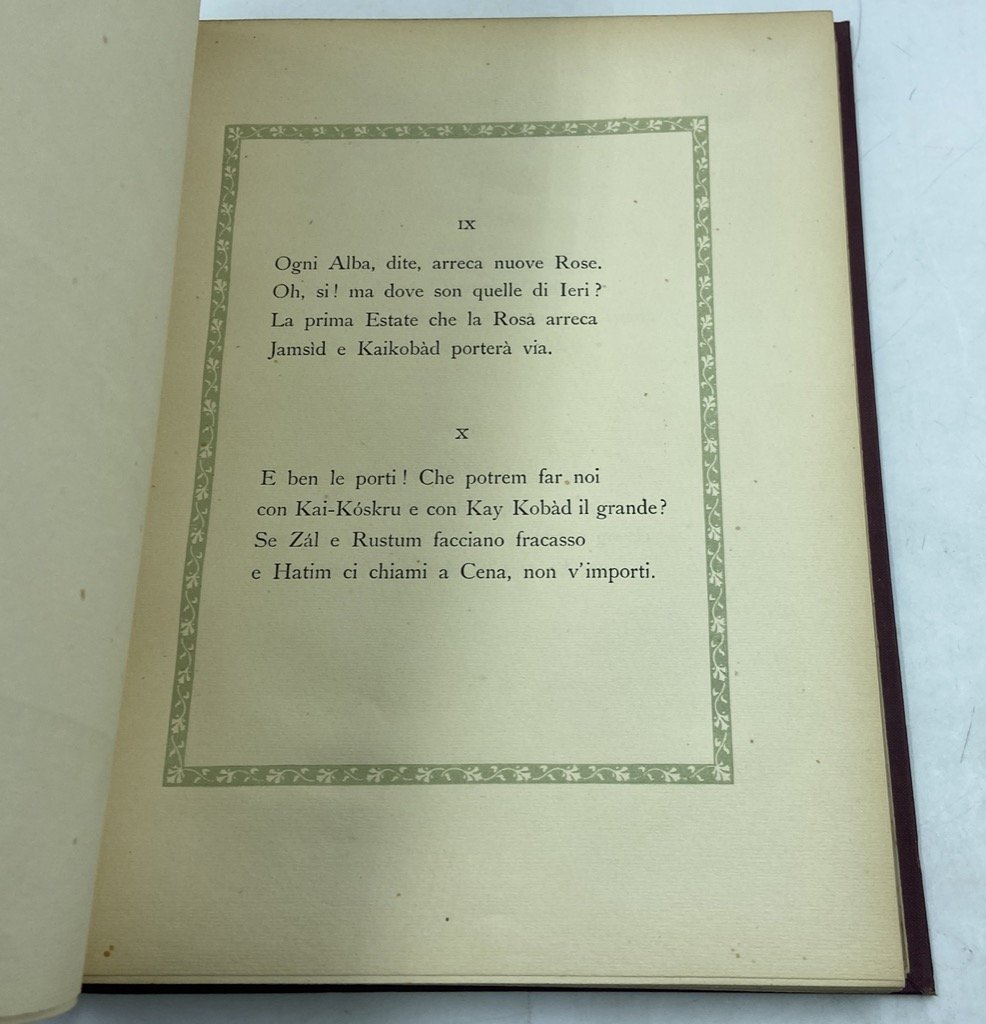 IX
Ogni Alba, dite, arreca nuove Rose.
Oh, si! ma dove son quelle di Ieri?
La prima Estate che la Rosa arreca
Jamsìd e Kaikobàd porterà via.
X
E ben le porti! Che potrem far noi
con Kai-Kóskru e con Kay Kobàd il grande?
Se Zál e Rustum facciano fracasso
e Hatim ci chiami a Cena, non v'importi.